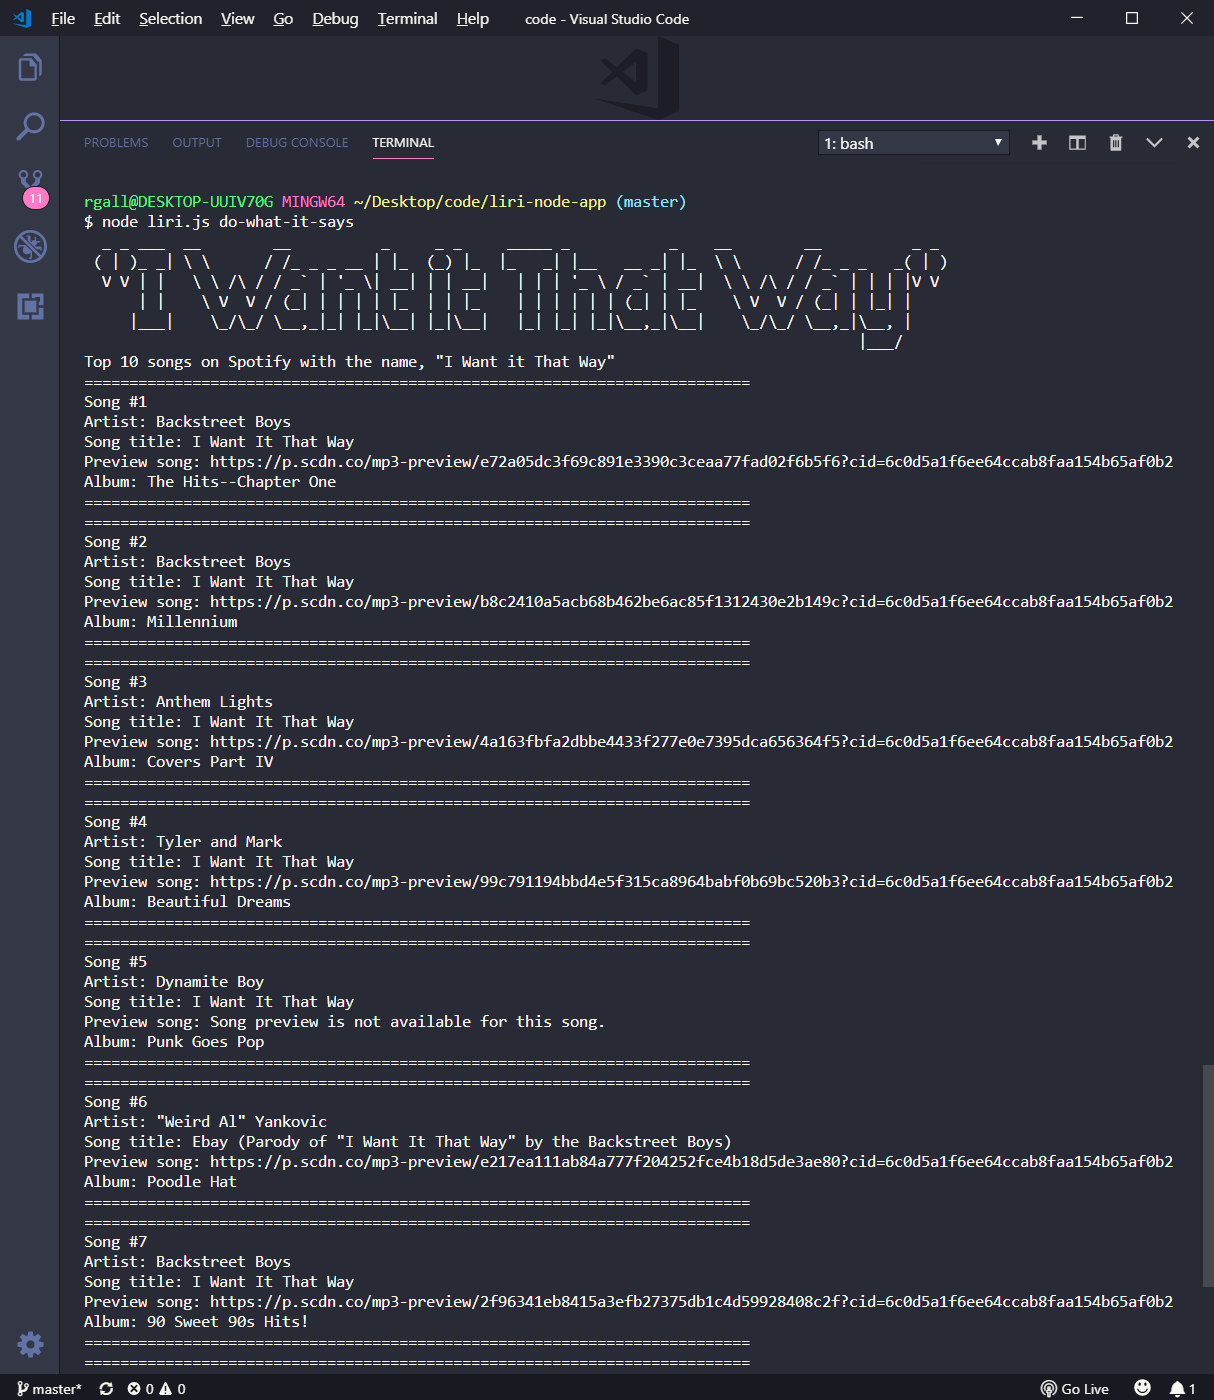 File Edit Selection View Go Debug Terminal Help code - Visual Studio Code
PROBLEMS OUTPUT DEBUG CONSOLE TERMINAL 1: bash
11
rgall@DESKTOP-UUIV70G MINGW64 ~/Desktop/code/liri-node-app (master)
$ node liri.js do-what-it-says
"I Want it That Way"
Top 10 songs on Spotify with the name, "I Want it That Way"
==========================================================================
Song #1
Artist: Backstreet Boys
Song title: I Want It That Way
Preview song: https://p.scdn.co/mp3-preview/e72a05dc3f69c891e3390c3ceaa77fad02f6b5f6?cid=6c0d5a1f6ee64ccab8faa154b65af0b2
Album: The Hits--Chapter One
==========================================================================
==========================================================================
Song #2
Artist: Backstreet Boys
Song title: I Want It That Way
Preview song: https://p.scdn.co/mp3-preview/b8c2410a5acb68b462be6ac85f1312430e2b149c?cid=6c0d5a1f6ee64ccab8faa154b65af0b2
Album: Millennium
==========================================================================
==========================================================================
Song #3
Artist: Anthem Lights
Song title: I Want It That Way
Preview song: https://p.scdn.co/mp3-preview/4a163fbfa2dbbe4433f277e0e7395dca656364f5?cid=6c0d5a1f6ee64ccab8faa154b65af0b2
Album: Covers Part IV
==========================================================================
==========================================================================
Song #4
Artist: Tyler and Mark
Song title: I Want It That Way
Preview song: https://p.scdn.co/mp3-preview/99c791194bbd4e5f315ca8964babf0b69bc520b3?cid=6c0d5a1f6ee64ccab8faa154b65af0b2
Album: Beautiful Dreams
==========================================================================
==========================================================================
Song #5
Artist: Dynamite Boy
Song title: I Want It That Way
Preview song: Song preview is not available for this song.
Album: Punk Goes Pop
==========================================================================
==========================================================================
Song #6
Artist: "Weird Al" Yankovic
Song title: Ebay (Parody of "I Want It That Way" by the Backstreet Boys)
Preview song: https://p.scdn.co/mp3-preview/e217ea111ab84a777f204252fce4b18d5de3ae80?cid=6c0d5a1f6ee64ccab8faa154b65af0b2
Album: Poodle Hat
==========================================================================
==========================================================================
Song #7
Artist: Backstreet Boys
Song title: I Want It That Way
Preview song: https://p.scdn.co/mp3-preview/2f96341eb8415a3efb27375db1c4d59928408c2f?cid=6c0d5a1f6ee64ccab8faa154b65af0b2
Album: 90 Sweet 90s Hits!
==========================================================================
==========================================================================
master* 0 0 Go Live 1